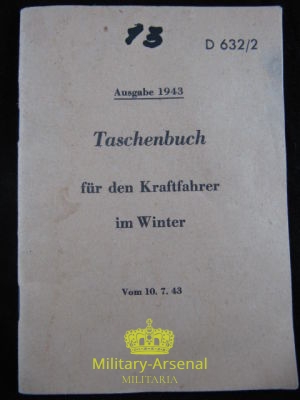 13
D 632/2
Ausgabe 1943
Taschenbuch
für den Kraftfahrer
im Winter
Vom 10. 7. 43
Military-Arsenal
MILITARIA